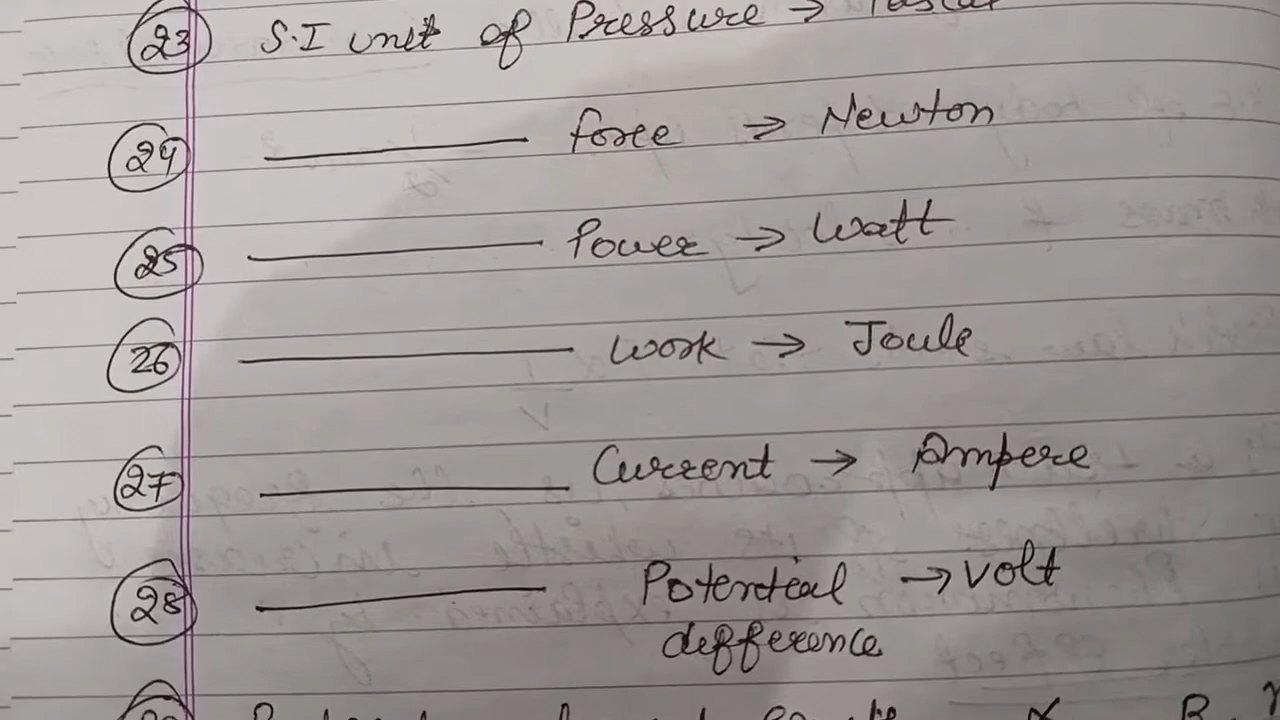 23 S.I unit of Pressure → Pascal
24 ——— force → Newton
25 ——— Power → Watt
26 ——— work → Joule
27 ——— Current → Ampere
28 ——— Potential → volt
difference